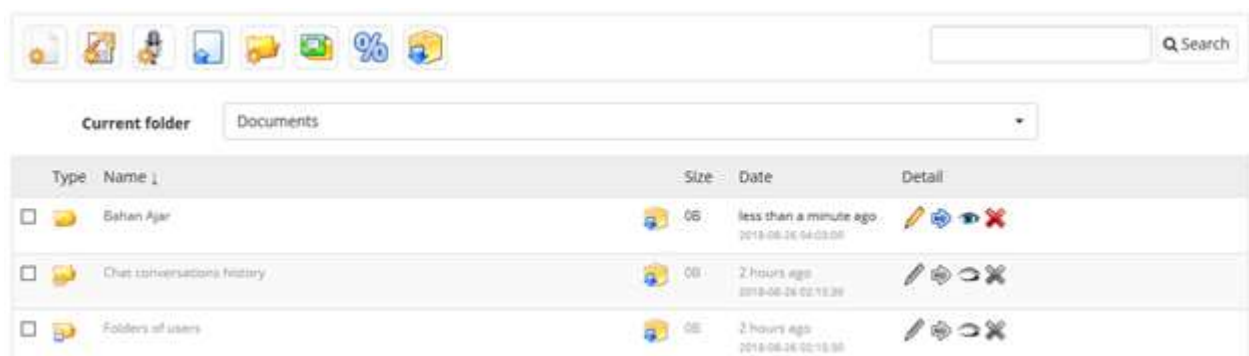 Search
Current folder Documents
Type Name ↓ Size Date Detail
Bahan Ajar 0B less than a minute ago
Chat conversations history 0B 2 hours ago
Folders of users 0B 2 hours ago